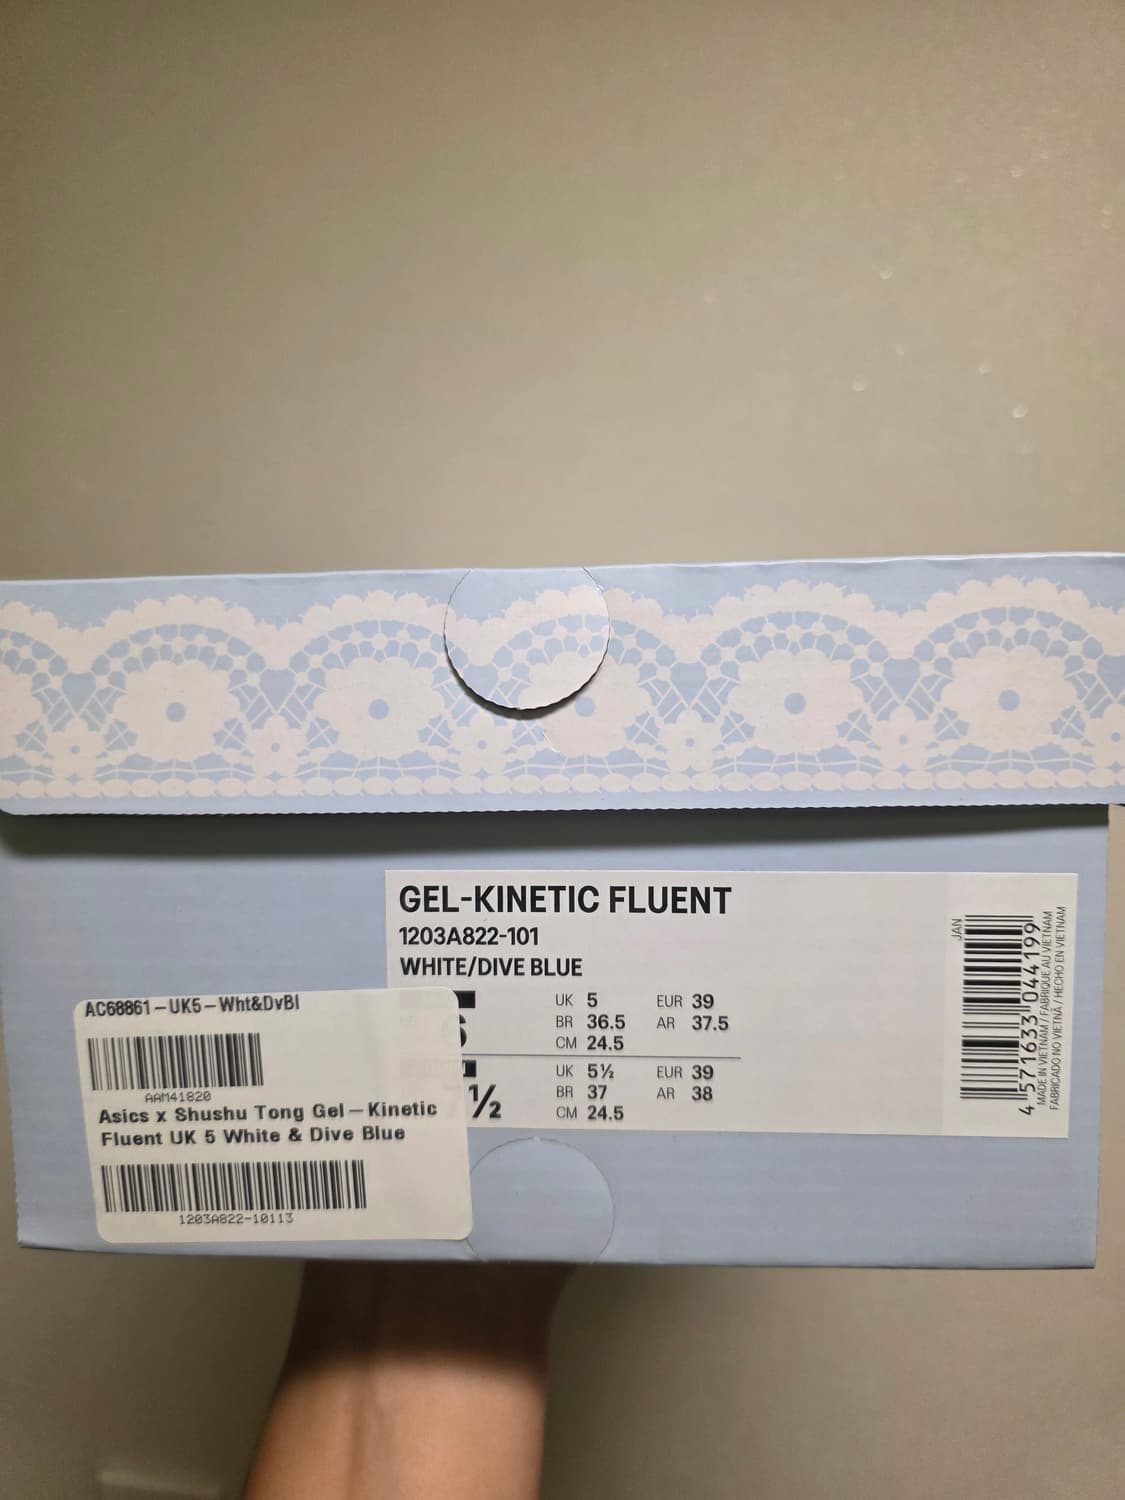 GEL-KINETIC FLUENT
1203A822-101
WHITE/DIVE BLUE
UK 5 EUR 39
BR 36.5 AR 37.5
CM 24.5
UK 5½ EUR 39
½ BR 37 AR 38
CM 24.5
JAN
4 571633 044199
MADE IN VIETNAM / FABRIQUÉ AU VIETNAM
FABRICADO NO VIETNÃ / HECHO EN VIETNAM
AC68861-UK5-Wht&DvBl
AAM41820
Asics x Shushu Tong Gel-Kinetic
Fluent UK 5 White & Dive Blue
1203A822-10113